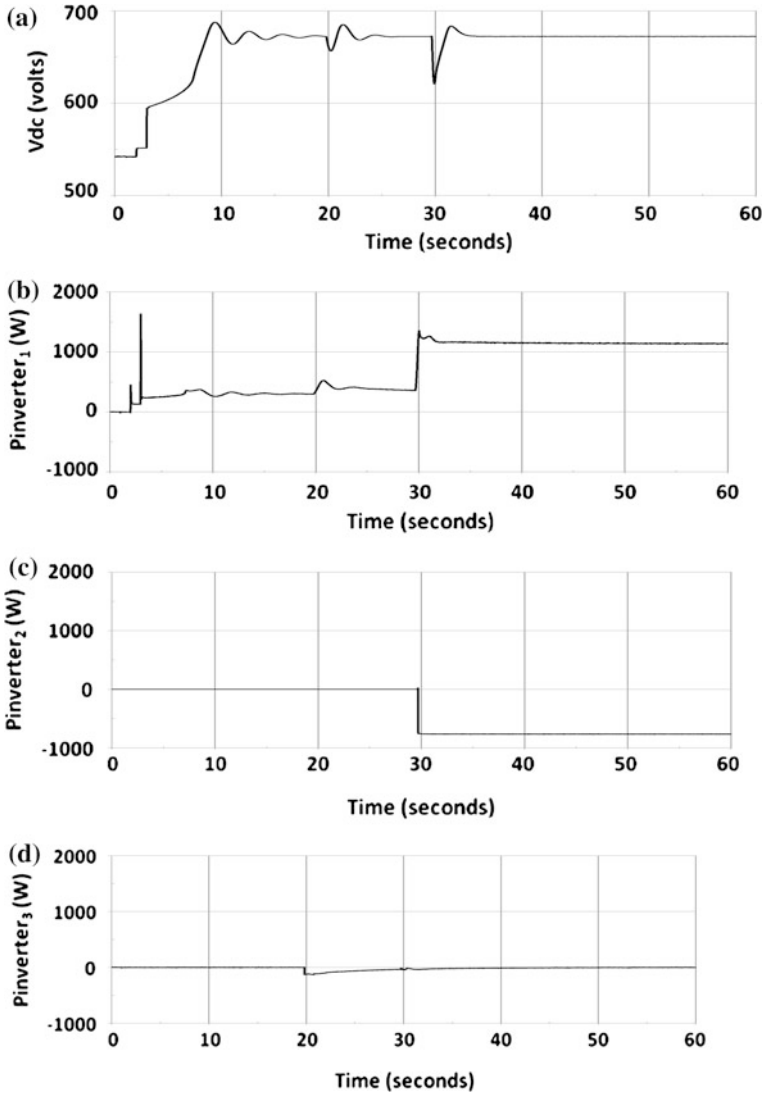 (a)
Vdc (volts)
700
600
500
0 10 20 30 40 50 60
Time (seconds)
(b)
Pinverter₁ (W)
2000
1000
0
-1000
0 10 20 30 40 50 60
Time (seconds)
(c)
Pinverter₂ (W)
2000
1000
0
-1000
0 10 20 30 40 50 60
Time (seconds)
(d)
Pinverter₃ (W)
2000
1000
0
-1000
0 10 20 30 40 50 60
Time (seconds)